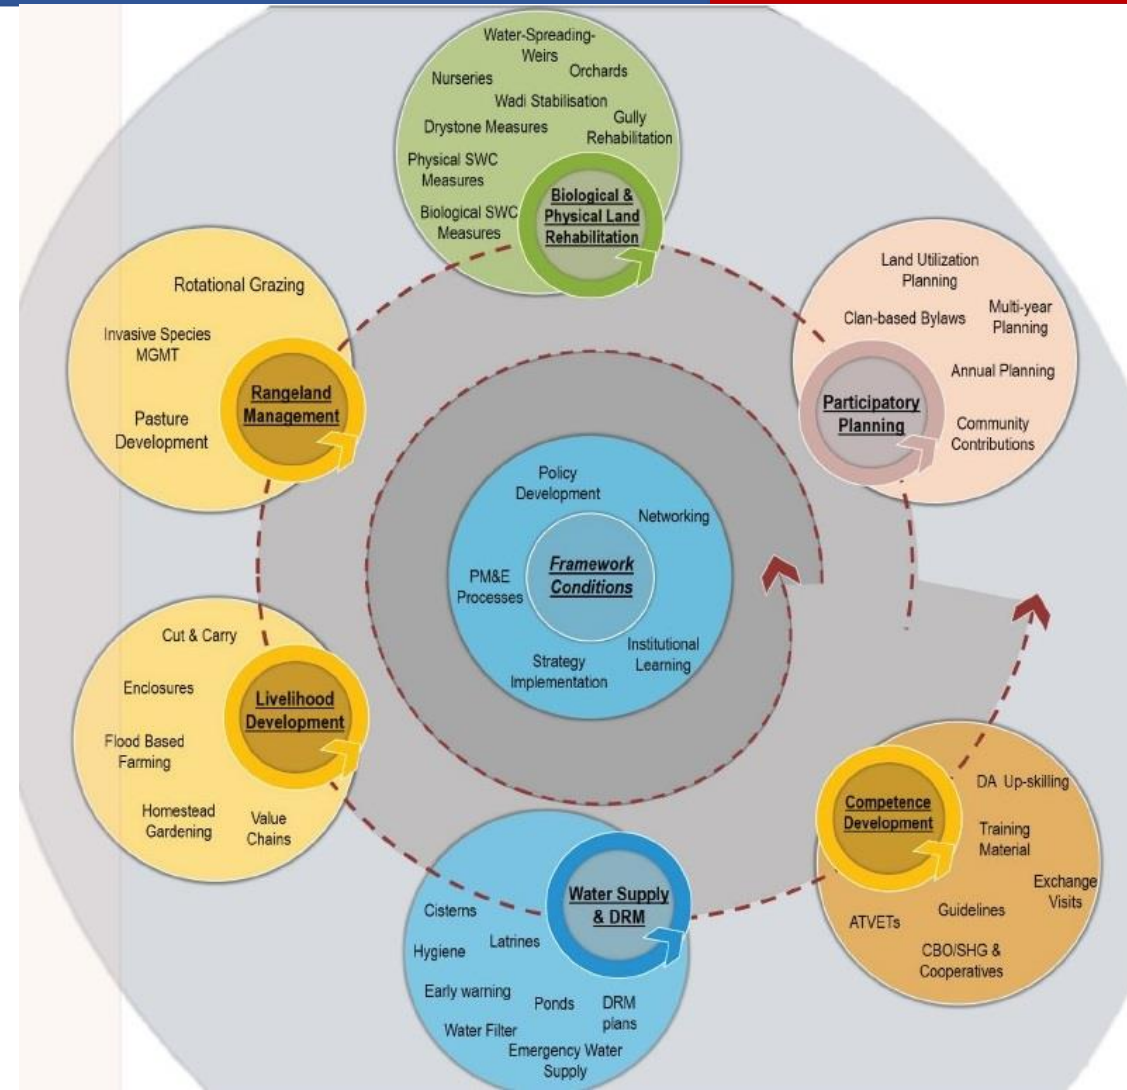 Water-Spreading-
Weirs
Nurseries
Orchards
Wadi Stabilisation
Drystone Measures
Gully
Rehabilitation
Physical SWC
Measures
Biological SWC
Measures
Biological &
Physical Land
Rehabilitation
Land Utilization
Planning
Clan-based Bylaws
Multi-year
Planning
Annual Planning
Community
Contributions
Participatory
Planning
Rotational Grazing
Invasive Species
MGMT
Pasture
Development
Rangeland
Management
Policy
Development
Networking
PM&E
Processes
Framework
Conditions
Institutional
Learning
Strategy
Implementation
Cut & Carry
Enclosures
Flood Based
Farming
Homestead
Gardening
Value
Chains
Livelihood
Development
Water Supply
& DRM
Cisterns
Latrines
Hygiene
Early warning
Ponds
DRM
plans
Water Filter
Emergency Water
Supply
Competence
Development
DA Up-skilling
Training
Material
Exchange
Visits
Guidelines
ATVETs
CBO/SHG &
Cooperatives